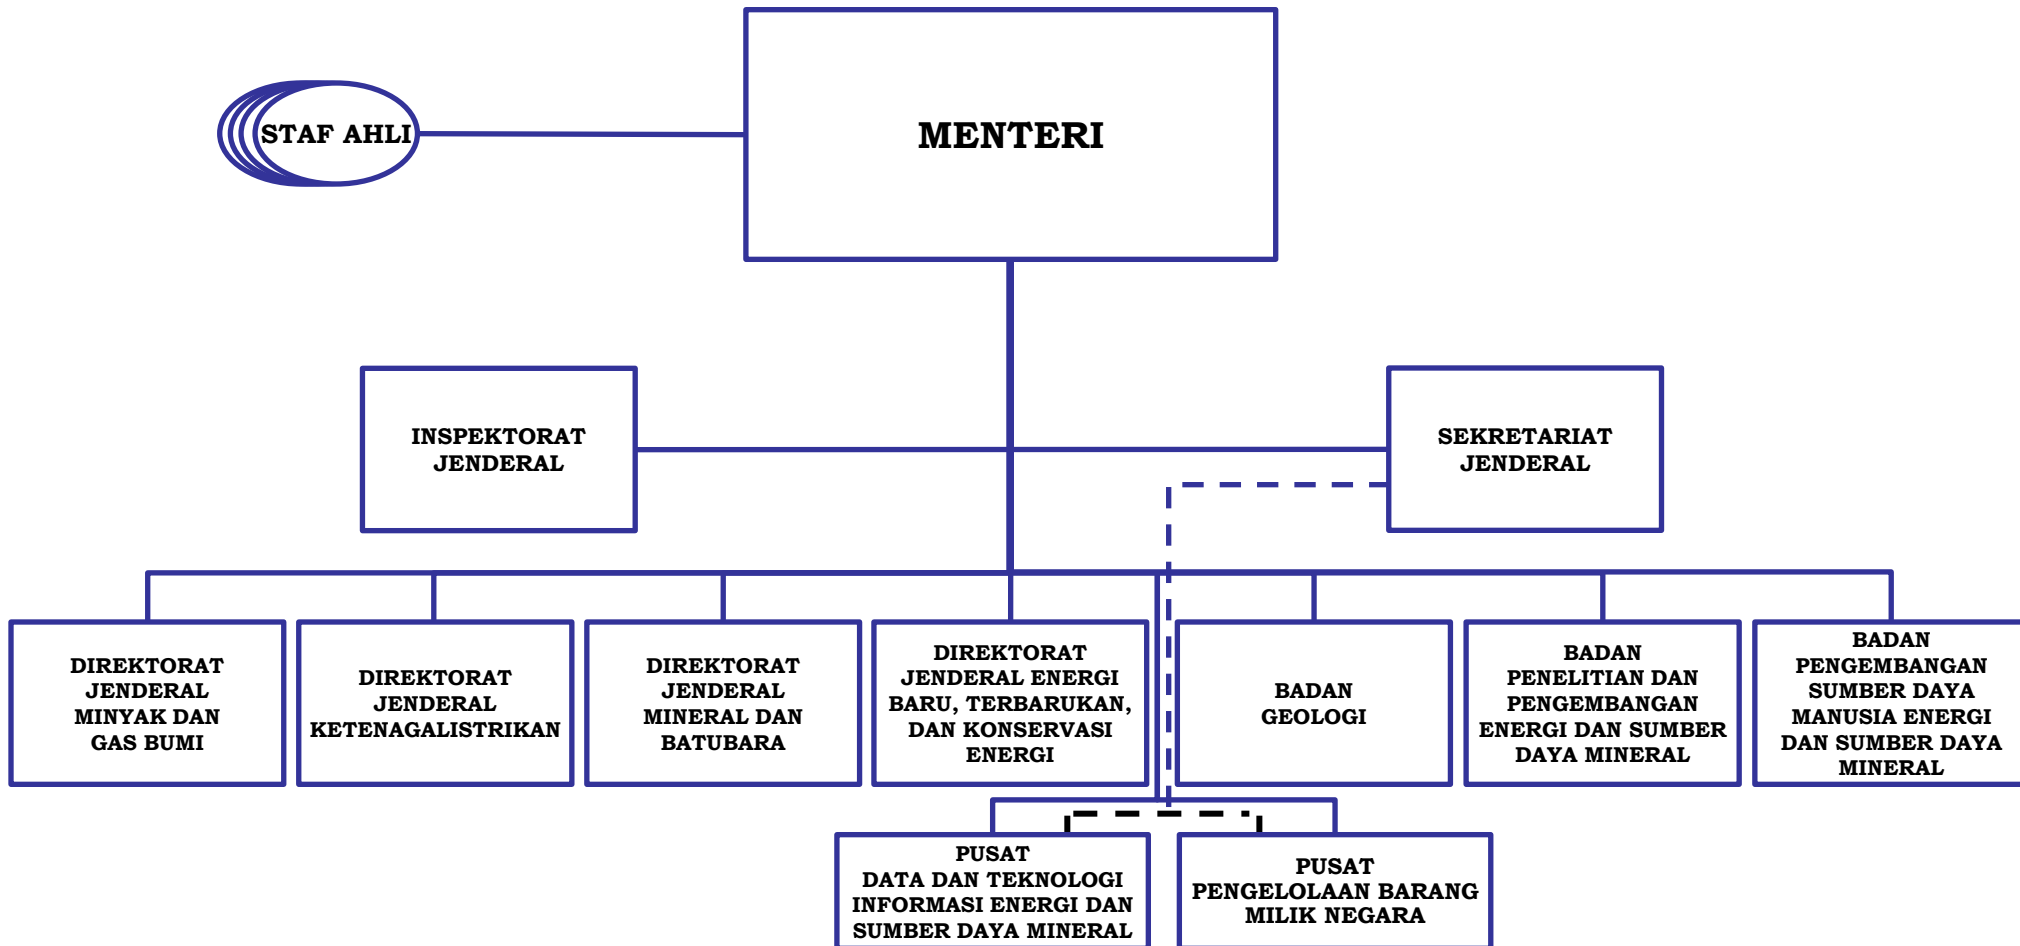 MENTERI
STAF AHLI
INSPEKTORAT
JENDERAL
SEKRETARIAT
JENDERAL
DIREKTORAT
JENDERAL
MINYAK DAN
GAS BUMI
DIREKTORAT
JENDERAL
KETENAGALISTRIKAN
DIREKTORAT
JENDERAL
MINERAL DAN
BATUBARA
DIREKTORAT
JENDERAL ENERGI
BARU, TERBARUKAN,
DAN KONSERVASI
ENERGI
BADAN
GEOLOGI
BADAN
PENELITIAN DAN
PENGEMBANGAN
ENERGI DAN SUMBER
DAYA MINERAL
BADAN
PENGEMBANGAN
SUMBER DAYA
MANUSIA ENERGI
DAN SUMBER DAYA
MINERAL
PUSAT
DATA DAN TEKNOLOGI
INFORMASI ENERGI DAN
SUMBER DAYA MINERAL
PUSAT
PENGELOLAAN BARANG
MILIK NEGARA